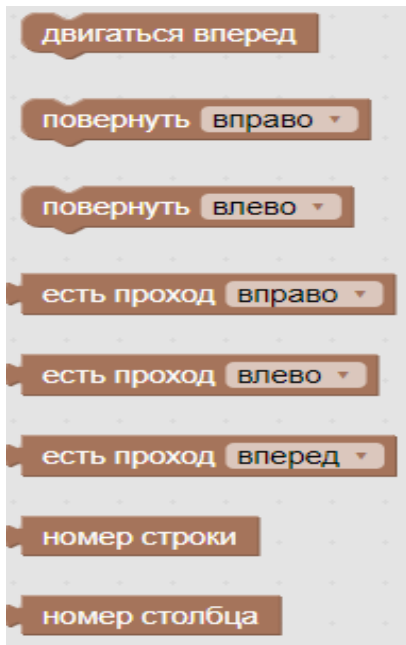 двигаться вперед
повернуть вправо
повернуть влево
есть проход вправо
есть проход влево
есть проход вперед
номер строки
номер столбца